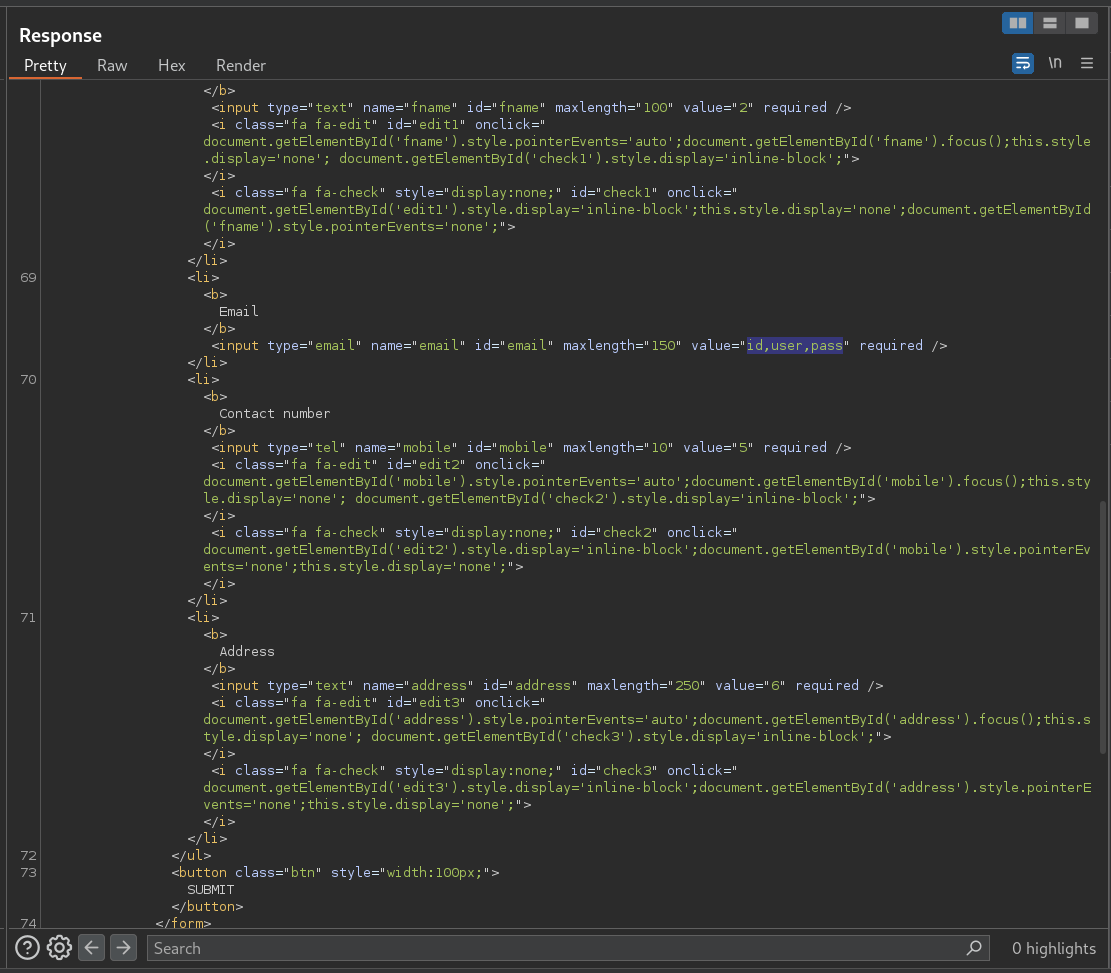 Response
Pretty Raw Hex Render \n
</b>
<input type="text" name="fname" id="fname" maxlength="100" value="2" required />
<i class="fa fa-edit" id="edit1" onclick="
document.getElementById('fname').style.pointerEvents='auto';document.getElementById('fname').focus();this.style
.display='none'; document.getElementById('check1').style.display='inline-block';">
</i>
<i class="fa fa-check" style="display:none;" id="check1" onclick="
document.getElementById('edit1').style.display='inline-block';this.style.display='none';document.getElementById
('fname').style.pointerEvents='none';">
</i>
</li>
69 <li>
<b>
Email
</b>
<input type="email" name="email" id="email" maxlength="150" value="id,user,pass" required />
</li>
70 <li>
<b>
Contact number
</b>
<input type="tel" name="mobile" id="mobile" maxlength="10" value="5" required />
<i class="fa fa-edit" id="edit2" onclick="
document.getElementById('mobile').style.pointerEvents='auto';document.getElementById('mobile').focus();this.sty
le.display='none'; document.getElementById('check2').style.display='inline-block';">
</i>
<i class="fa fa-check" style="display:none;" id="check2" onclick="
document.getElementById('edit2').style.display='inline-block';document.getElementById('mobile').style.pointerEv
ents='none';this.style.display='none';">
</i>
</li>
71 <li>
<b>
Address
</b>
<input type="text" name="address" id="address" maxlength="250" value="6" required />
<i class="fa fa-edit" id="edit3" onclick="
document.getElementById('address').style.pointerEvents='auto';document.getElementById('address').focus();this.s
tyle.display='none'; document.getElementById('check3').style.display='inline-block';">
</i>
<i class="fa fa-check" style="display:none;" id="check3" onclick="
document.getElementById('edit3').style.display='inline-block';document.getElementById('address').style.pointerE
vents='none';this.style.display='none';">
</i>
</li>
72 </ul>
73 <button class="btn" style="width:100px;">
SUBMIT
</button>
74 </form>
Search 0 highlights